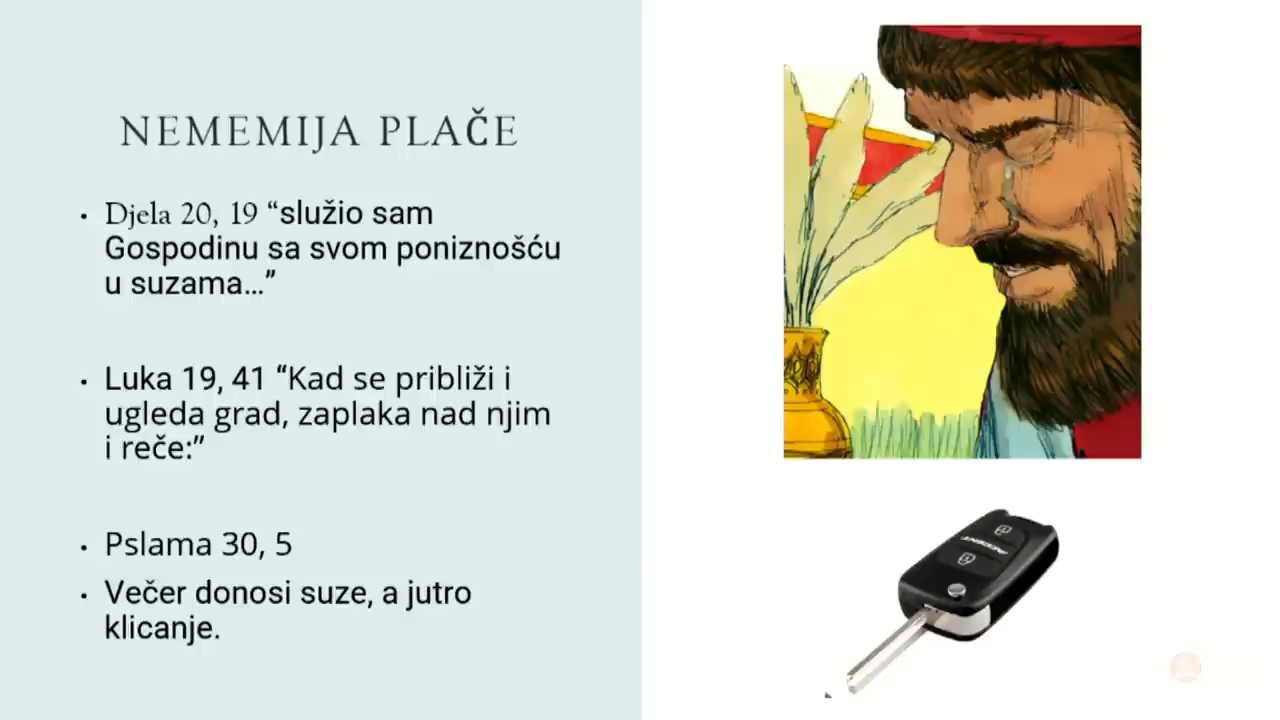 NEMEMIJA PLAČE
• Djela 20, 19 “služio sam
Gospodinu sa svom poniznošću
u suzama...”
• Luka 19, 41 “Kad se približi i
ugleda grad, zaplaka nad njim
i reče:”
• Pslama 30, 5
• Večer donosi suze, a jutro
klicanje.
ACCENT